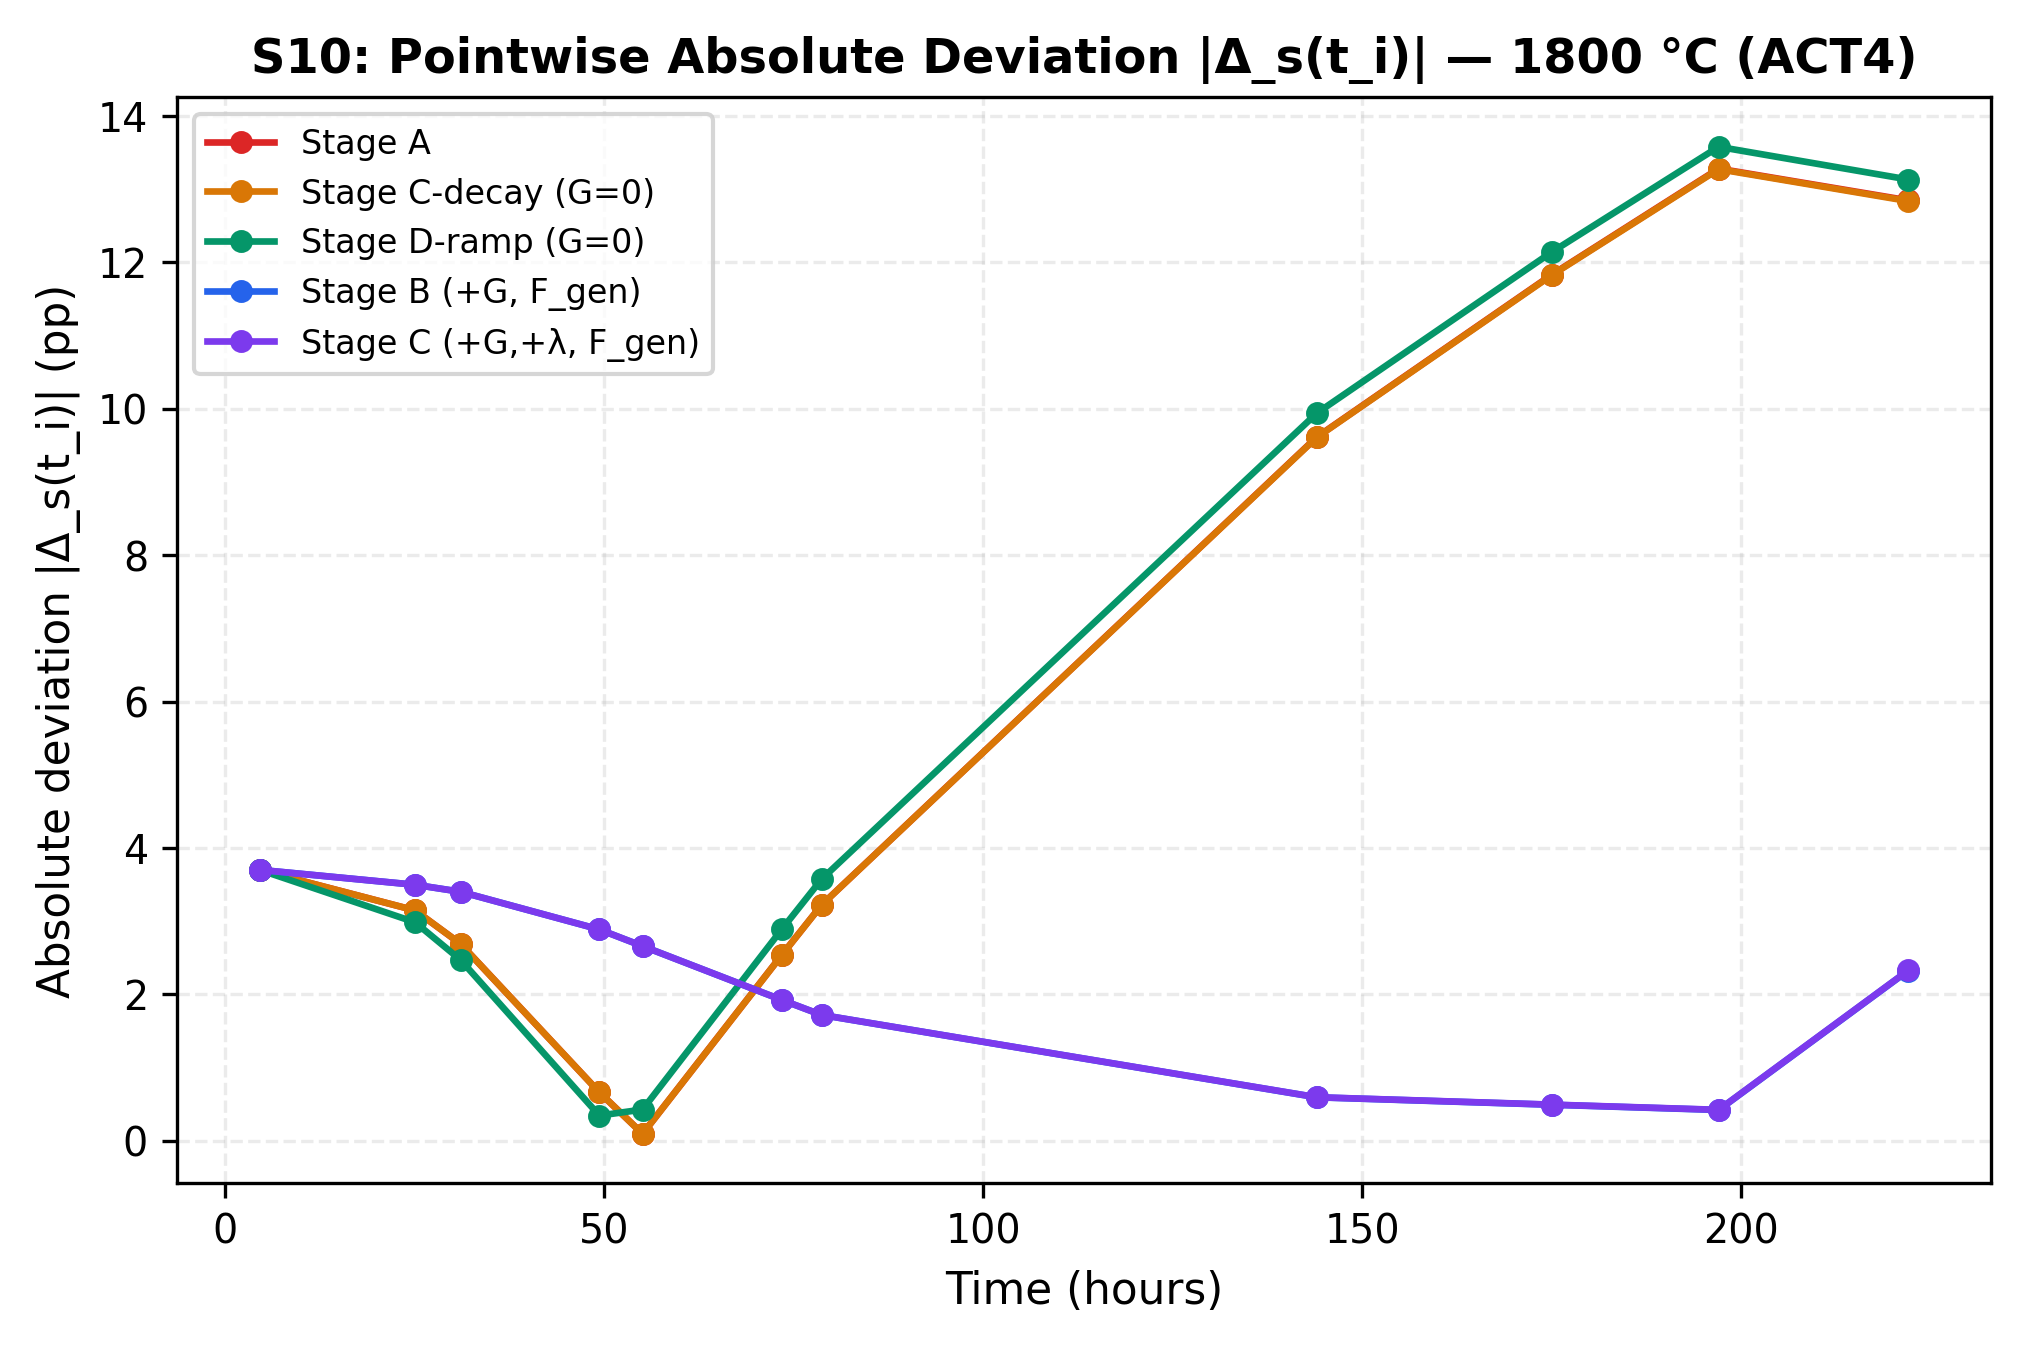 S10: Pointwise Absolute Deviation |Δ_s(t_i)| — 1800 °C (ACT4)
Absolute deviation |Δ_s(t_i)| (pp)
14
12
10
8
6
4
2
0
Stage A
Stage C-decay (G=0)
Stage D-ramp (G=0)
Stage B (+G, F_gen)
Stage C (+G,+λ, F_gen)
0 50 100 150 200
Time (hours)